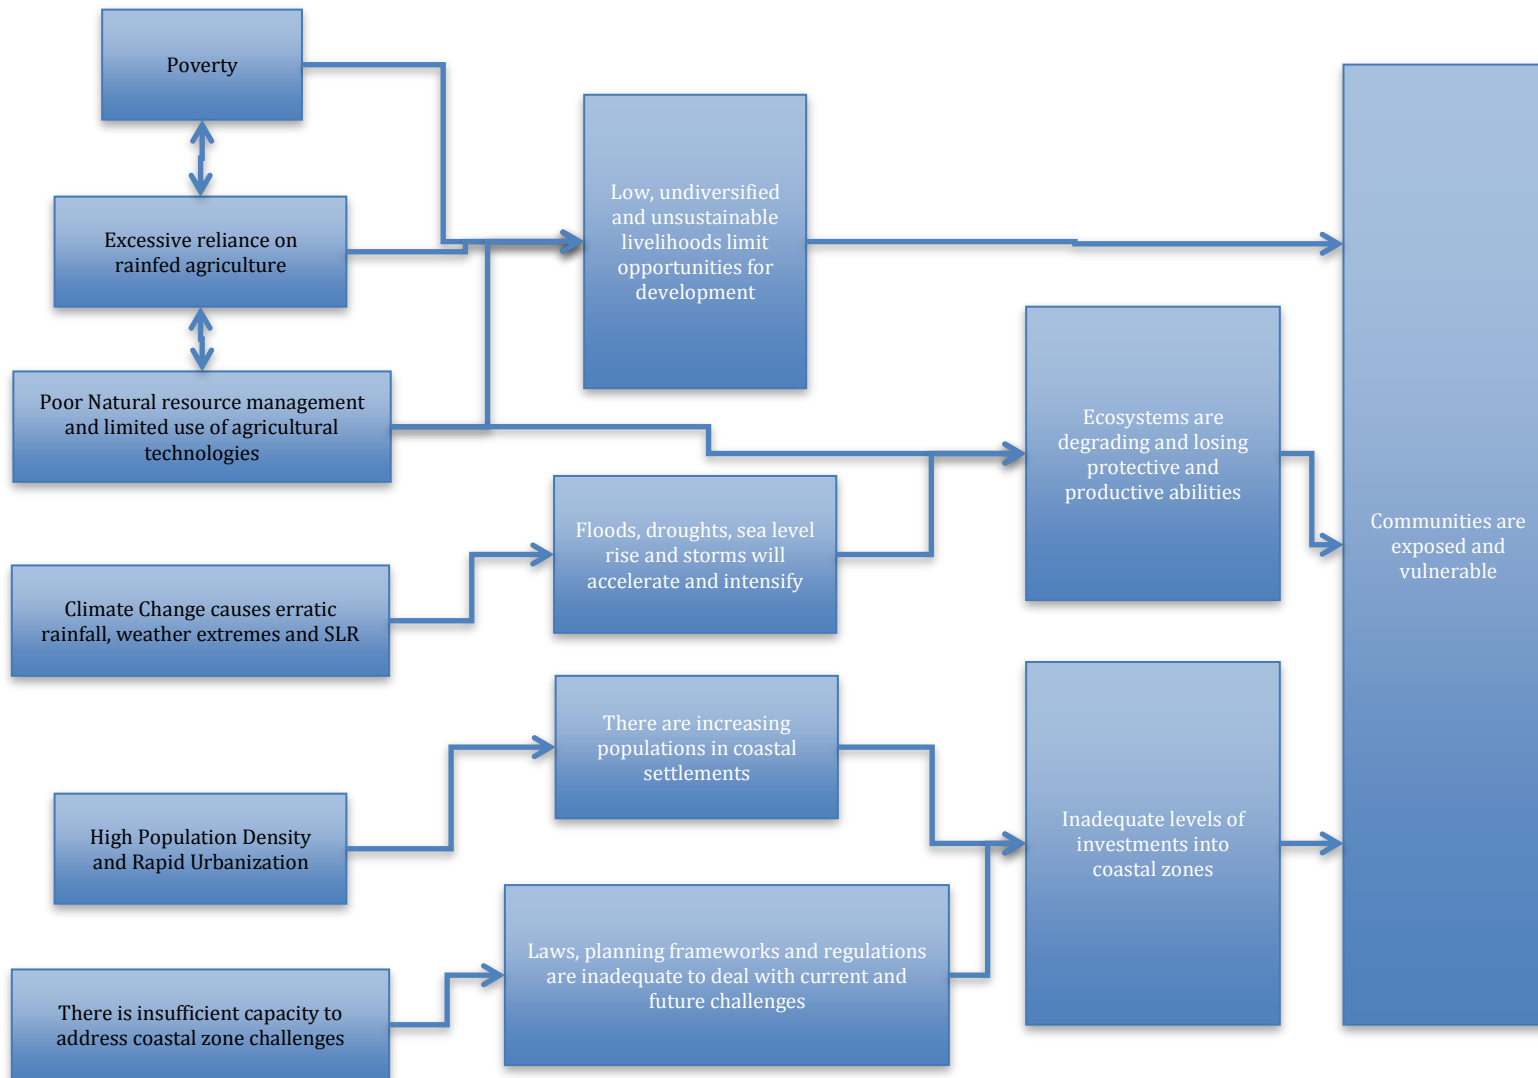 Poverty
Excessive reliance on
rainfed agriculture
Poor Natural resource management
and limited use of agricultural
technologies
Climate Change causes erratic
rainfall, weather extremes and SLR
High Population Density
and Rapid Urbanization
There is insufficient capacity to
address coastal zone challenges
Low, undiversified
and unsustainable
livelihoods limit
opportunities for
development
Floods, droughts, sea level
rise and storms will
accelerate and intensify
There are increasing
populations in coastal
settlements
Laws, planning frameworks and regulations
are inadequate to deal with current and
future challenges
Ecosystems are
degrading and losing
protective and
productive abilities
Inadequate levels of
investments into
coastal zones
Communities are
exposed and
vulnerable